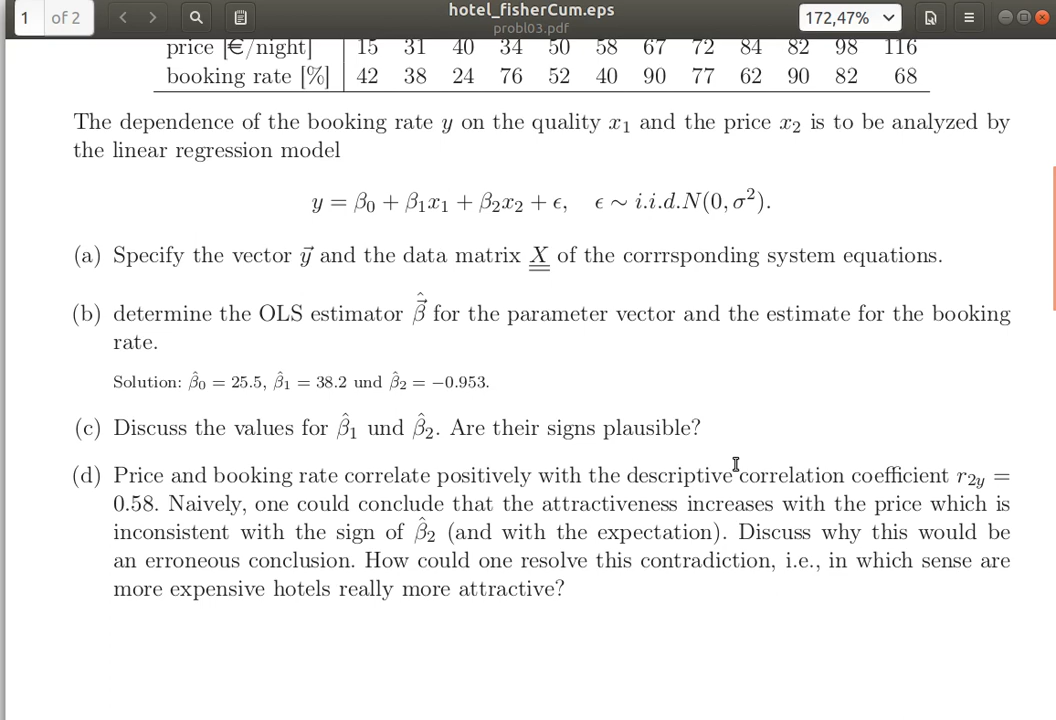 1 of 2
hotel_fisherCum.eps
probl03.pdf
172,47%
price [€/night] 15 31 40 34 50 58 67 72 84 82 98 116
booking rate [%] 42 38 24 76 52 40 90 77 62 90 82 68
The dependence of the booking rate y on the quality x₁ and the price x₂ is to be analyzed by
the linear regression model
y = β₀ + β₁x₁ + β₂x₂ + ϵ, ϵ ∼ i.i.d.N(0, σ²).
(a) Specify the vector y⃗ and the data matrix X of the corrrsponding system equations.
(b) determine the OLS estimator β⃗̂ for the parameter vector and the estimate for the booking
rate.
Solution: β̂₀ = 25.5, β̂₁ = 38.2 und β̂₂ = −0.953.
(c) Discuss the values for β̂₁ und β̂₂. Are their signs plausible?
(d) Price and booking rate correlate positively with the descriptive correlation coefficient r₂y =
0.58. Naively, one could conclude that the attractiveness increases with the price which is
inconsistent with the sign of β̂₂ (and with the expectation). Discuss why this would be
an erroneous conclusion. How could one resolve this contradiction, i.e., in which sense are
more expensive hotels really more attractive?